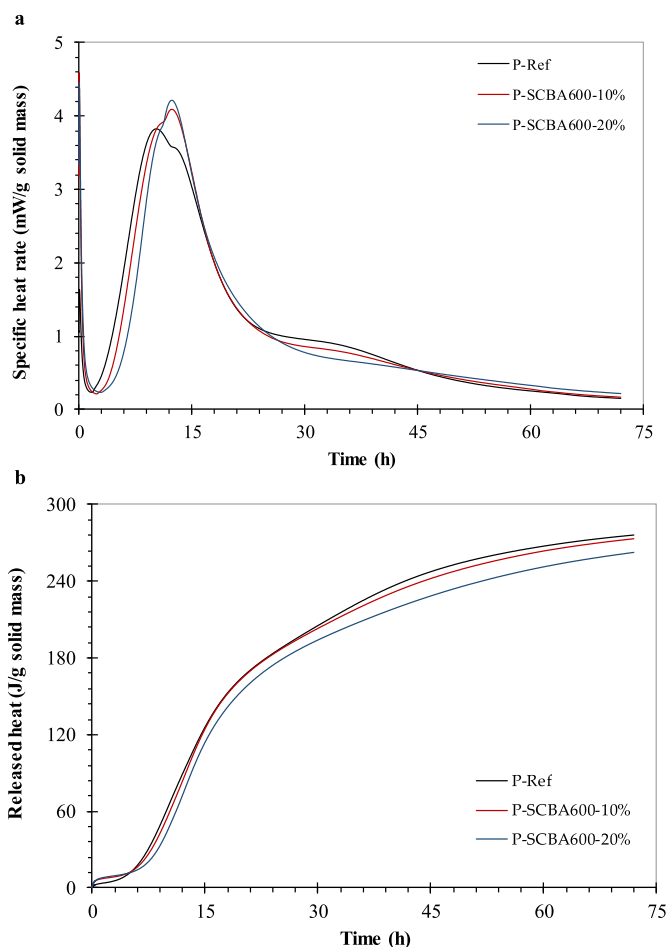 a
5
4
3
2
1
0
Specific heat rate (mW/g solid mass)
P-Ref
P-SCBA600-10%
P-SCBA600-20%
0 15 30 45 60 75
Time (h)
b
300
240
180
120
60
0
Released heat (J/g solid mass)
P-Ref
P-SCBA600-10%
P-SCBA600-20%
0 15 30 45 60 75
Time (h)